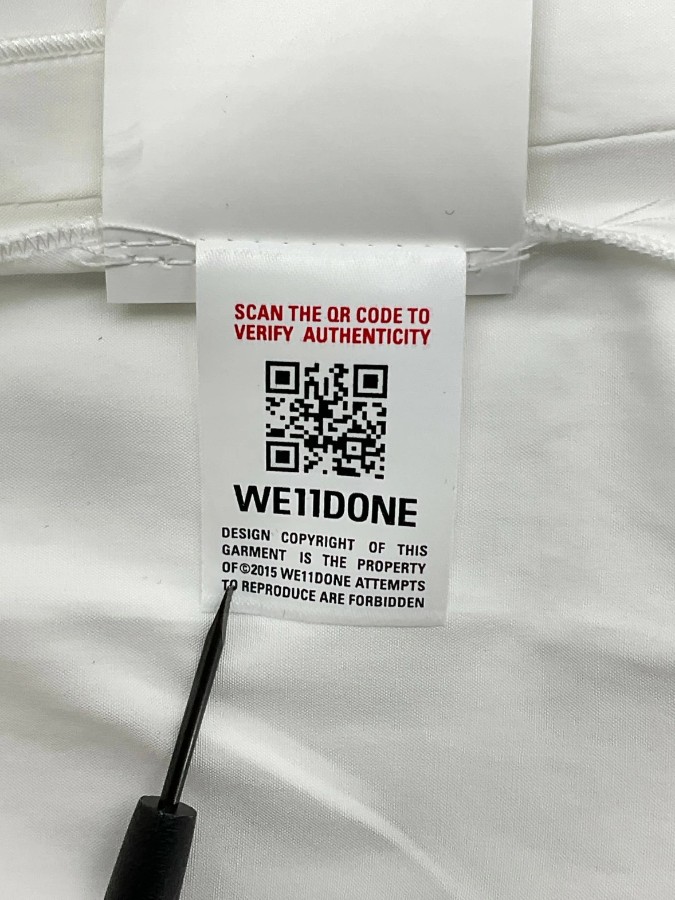 SCAN THE QR CODE TO
VERIFY AUTHENTICITY
WE11DONE
DESIGN COPYRIGHT OF THIS
GARMENT IS THE PROPERTY
OF ©2015 WE11DONE ATTEMPTS
TO REPRODUCE ARE FORBIDDEN